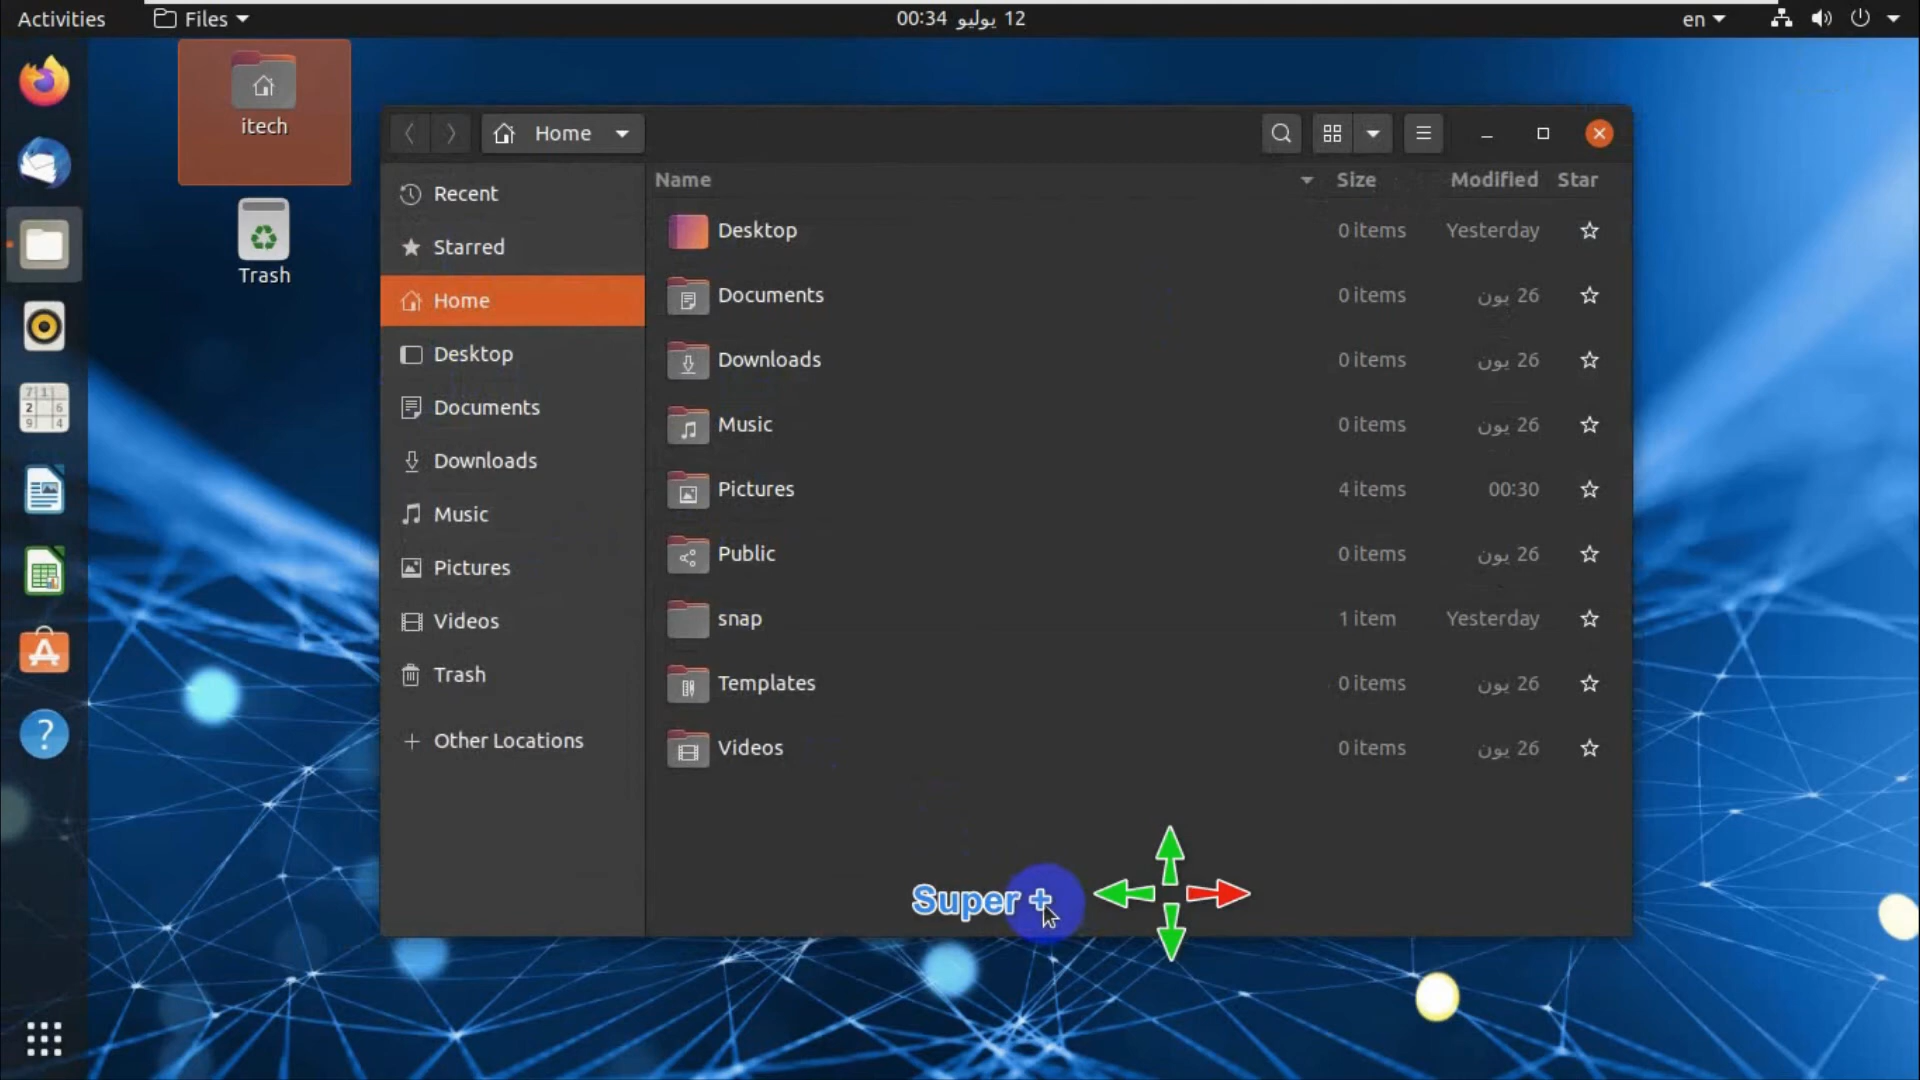 Activities
Files
12 يوليو 00:34
en
itech
Trash
Home
Recent
Starred
Home
Desktop
Documents
Downloads
Music
Pictures
Videos
Trash
Other Locations
Name Size Modified Star
Desktop 0 items Yesterday
Documents 0 items 26 يون
Downloads 0 items 26 يون
Music 0 items 26 يون
Pictures 4 items 00:30
Public 0 items 26 يون
snap 1 item Yesterday
Templates 0 items 26 يون
Videos 0 items 26 يون
Super +